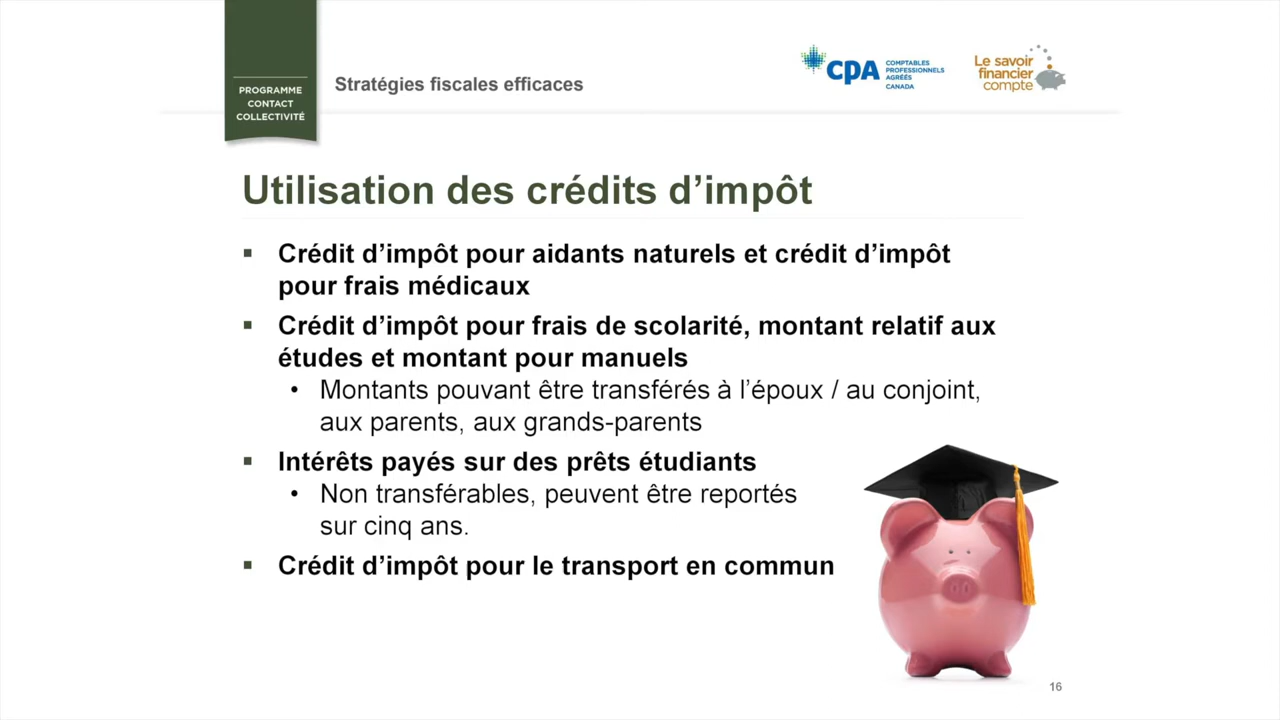 PROGRAMME
CONTACT
COLLECTIVITÉ
Stratégies fiscales efficaces
CPA
COMPTABLES
PROFESSIONNELS
AGRÉÉS
CANADA
Le savoir
financier
compte
Utilisation des crédits d’impôt
▪ Crédit d’impôt pour aidants naturels et crédit d’impôt
pour frais médicaux
▪ Crédit d’impôt pour frais de scolarité, montant relatif aux
études et montant pour manuels
• Montants pouvant être transférés à l’époux / au conjoint,
aux parents, aux grands-parents
▪ Intérêts payés sur des prêts étudiants
• Non transférables, peuvent être reportés
sur cinq ans.
▪ Crédit d’impôt pour le transport en commun
16